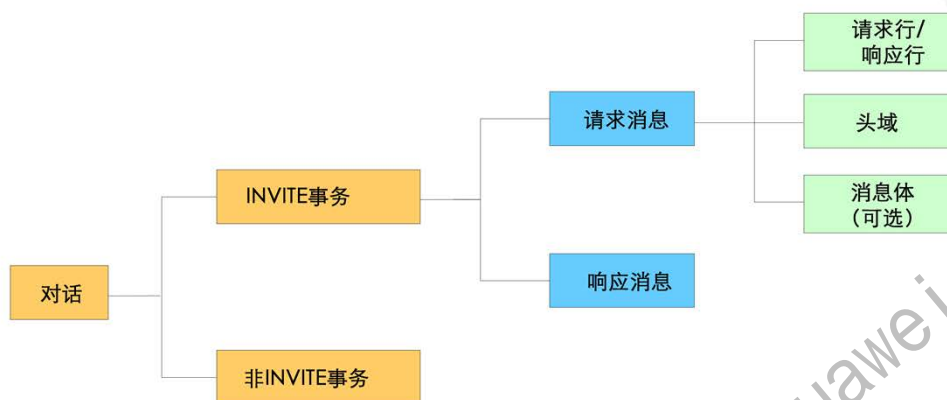 请求行/
响应行
请求消息
头域
INVITE事务
消息体
（可选）
响应消息
对话
非INVITE事务